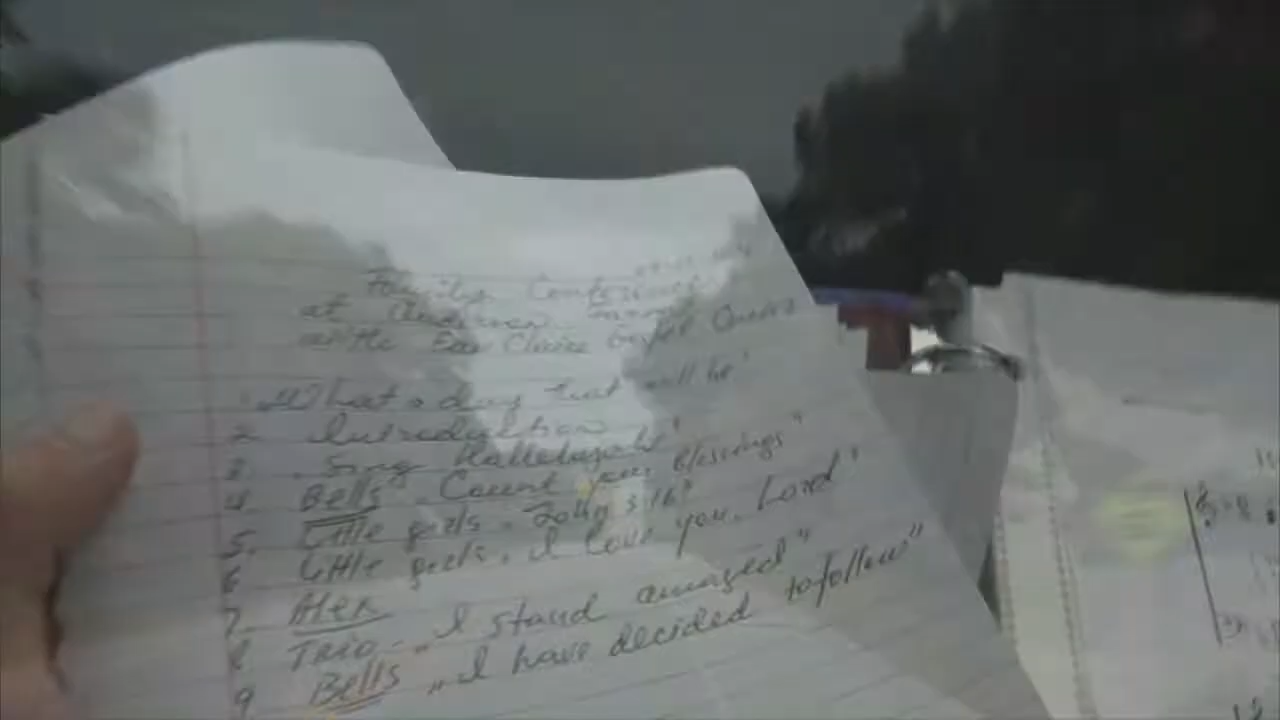 Family Conference
at
with the Eau Claire Gospel
1. "What a day that will be"
2. Introduction
3. "Sing Hallelujah"
4. Bells "Count your blessings"
5. Little girls "John 3:16"
6. Little girls "I love you, Lord"
7. Alex
8. Trio - "I stand amazed"
9. Bells "I have decided to follow"